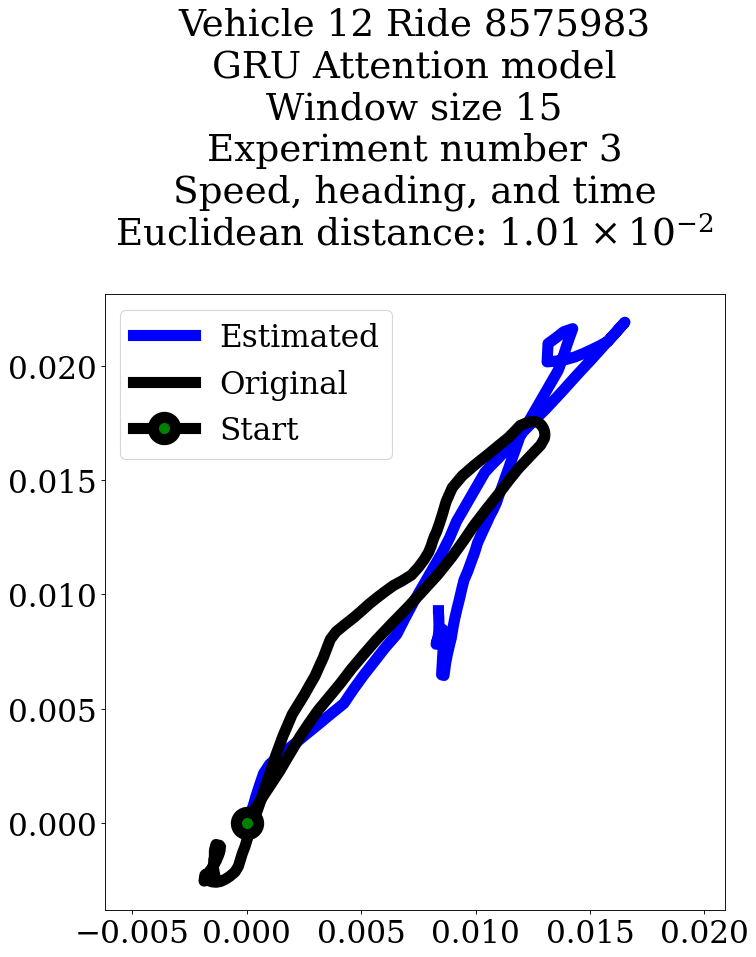 Vehicle 12 Ride 8575983
GRU Attention model
Window size 15
Experiment number 3
Speed, heading, and time
Euclidean distance: 1.01 × 10⁻²
Estimated
Original
Start
0.020
0.015
0.010
0.005
0.000
−0.005 0.000 0.005 0.010 0.015 0.020